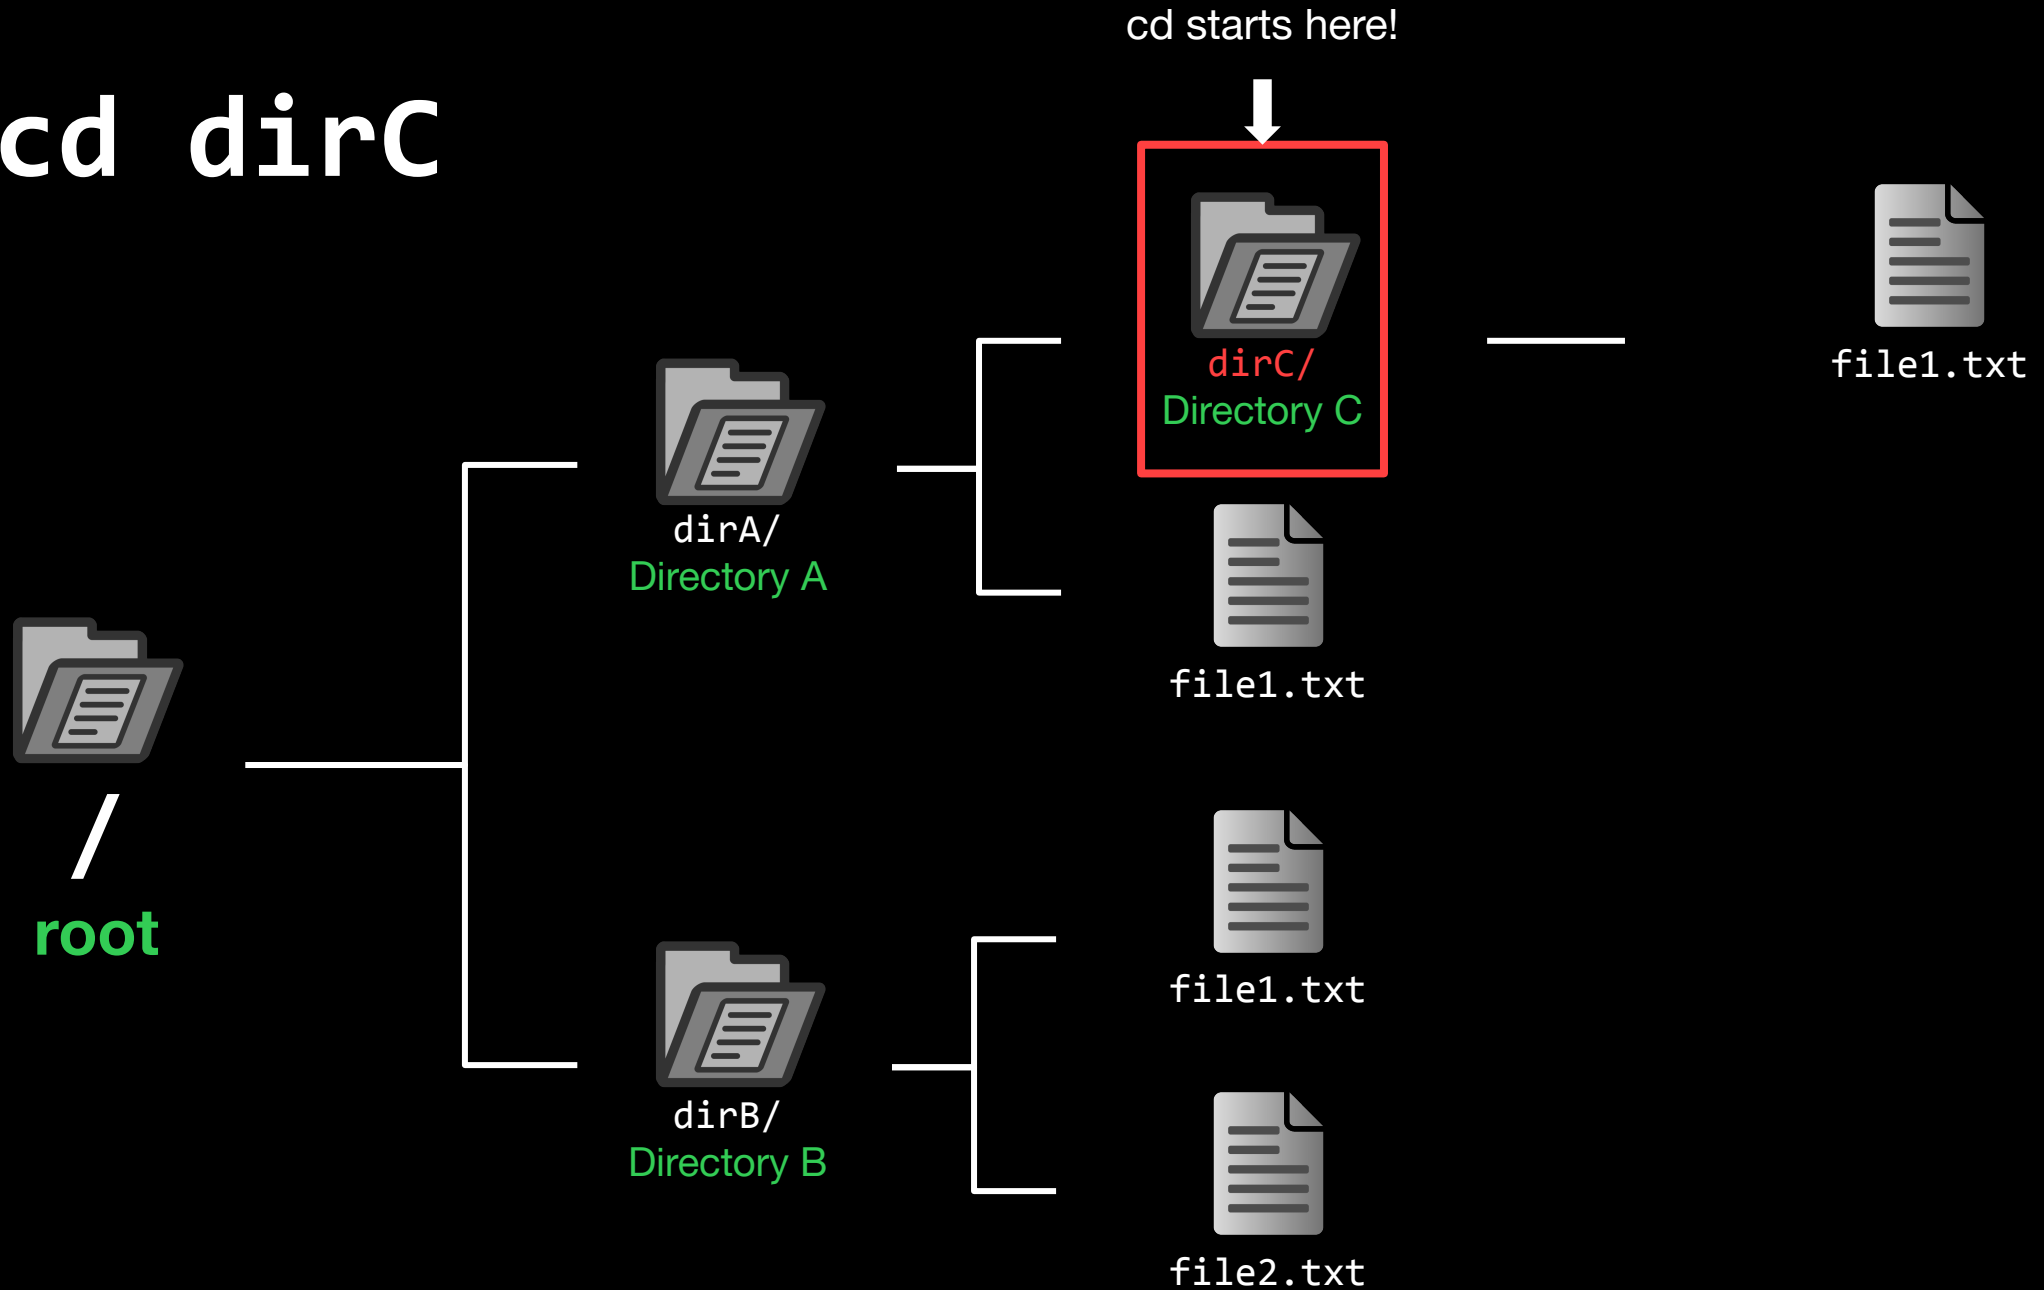 cd starts here!
cd dirC
dirC/
Directory C
file1.txt
dirA/
Directory A
file1.txt
/
root
file1.txt
dirB/
Directory B
file2.txt